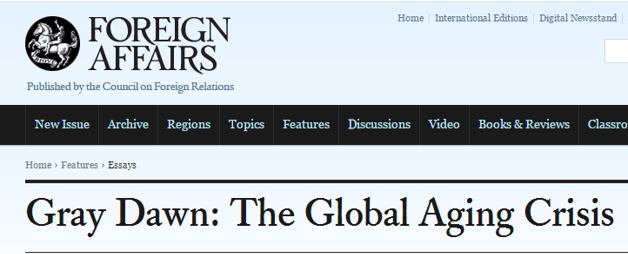 Home International Editions Digital Newsstand
FOREIGN
AFFAIRS
Published by the Council on Foreign Relations
New Issue Archive Regions Topics Features Discussions Video Books & Reviews Classro
Home › Features › Essays
Gray Dawn: The Global Aging Crisis